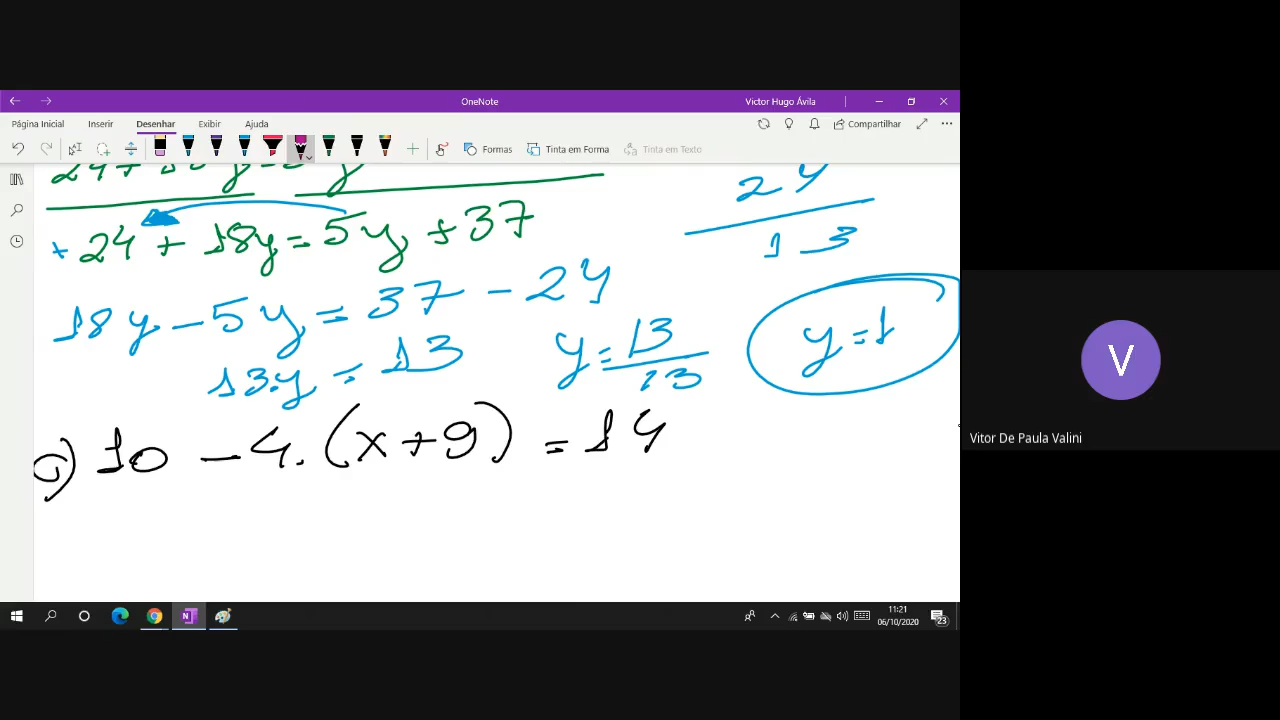 OneNote
Victor Hugo Ávila
Página Inicial Inserir Desenhar Exibir Ajuda
Compartilhar
Formas Tinta em Forma Tinta em Texto
24
+24 + 18y = 5y + 37
13
18y - 5y = 37 - 24
13.y = 13
y = 13/13
y = 1
c) 10 - 4.(x+9) = 14
V
Vitor De Paula Valini
11:21
06/10/2020
23